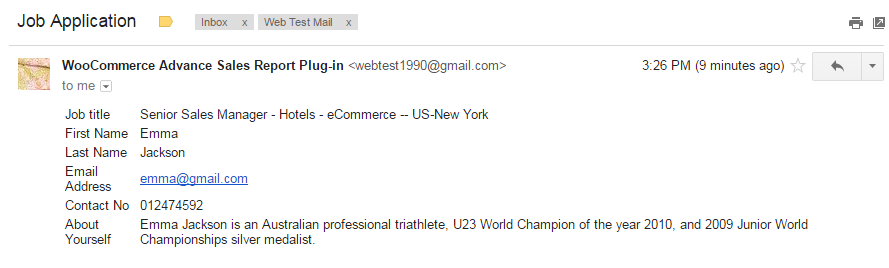 Job Application Inbox x Web Test Mail x
WooCommerce Advance Sales Report Plug-in <webtest1990@gmail.com> 3:26 PM (9 minutes ago)
to me
Job title Senior Sales Manager - Hotels - eCommerce -- US-New York
First Name Emma
Last Name Jackson
Email
Address emma@gmail.com
Contact No 012474592
About Emma Jackson is an Australian professional triathlete, U23 World Champion of the year 2010, and 2009 Junior World
Yourself Championships silver medalist.